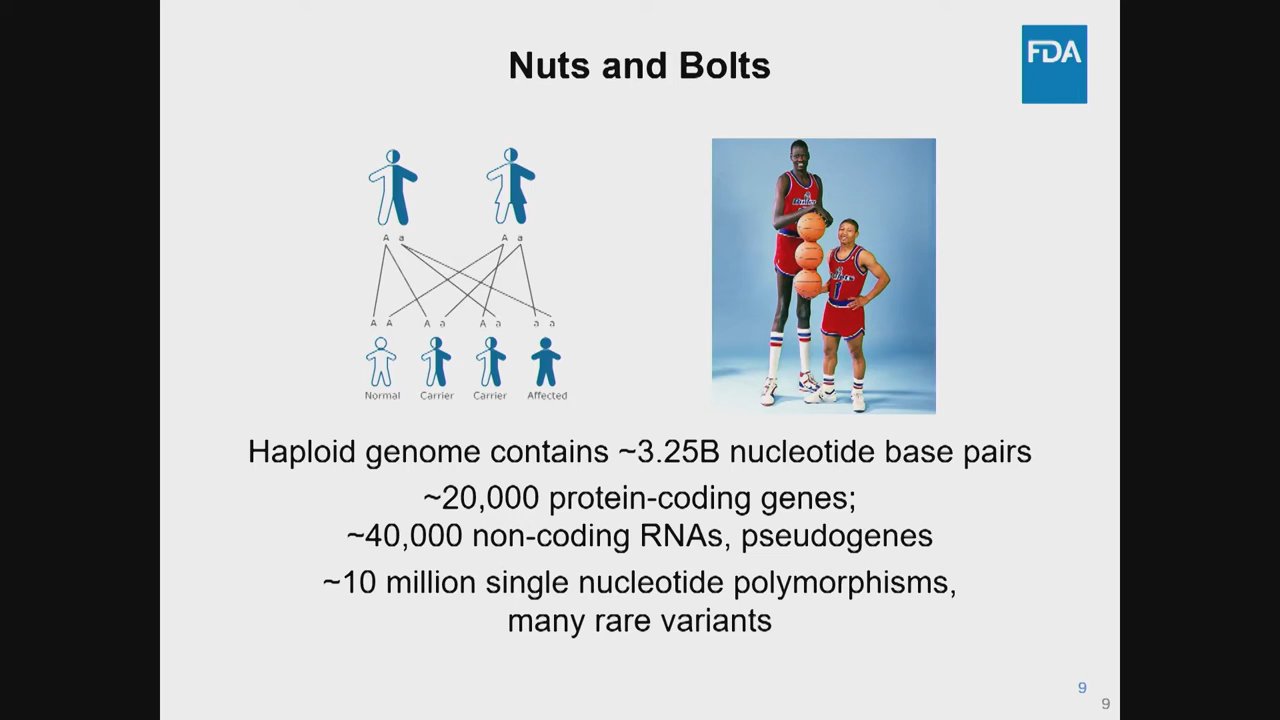 Nuts and Bolts
FDA
A a
A a
A A
A a
A a
a a
Normal
Carrier
Carrier
Affected
1
Haploid genome contains ~3.25B nucleotide base pairs
~20,000 protein-coding genes;
~40,000 non-coding RNAs, pseudogenes
~10 million single nucleotide polymorphisms,
many rare variants
9
9